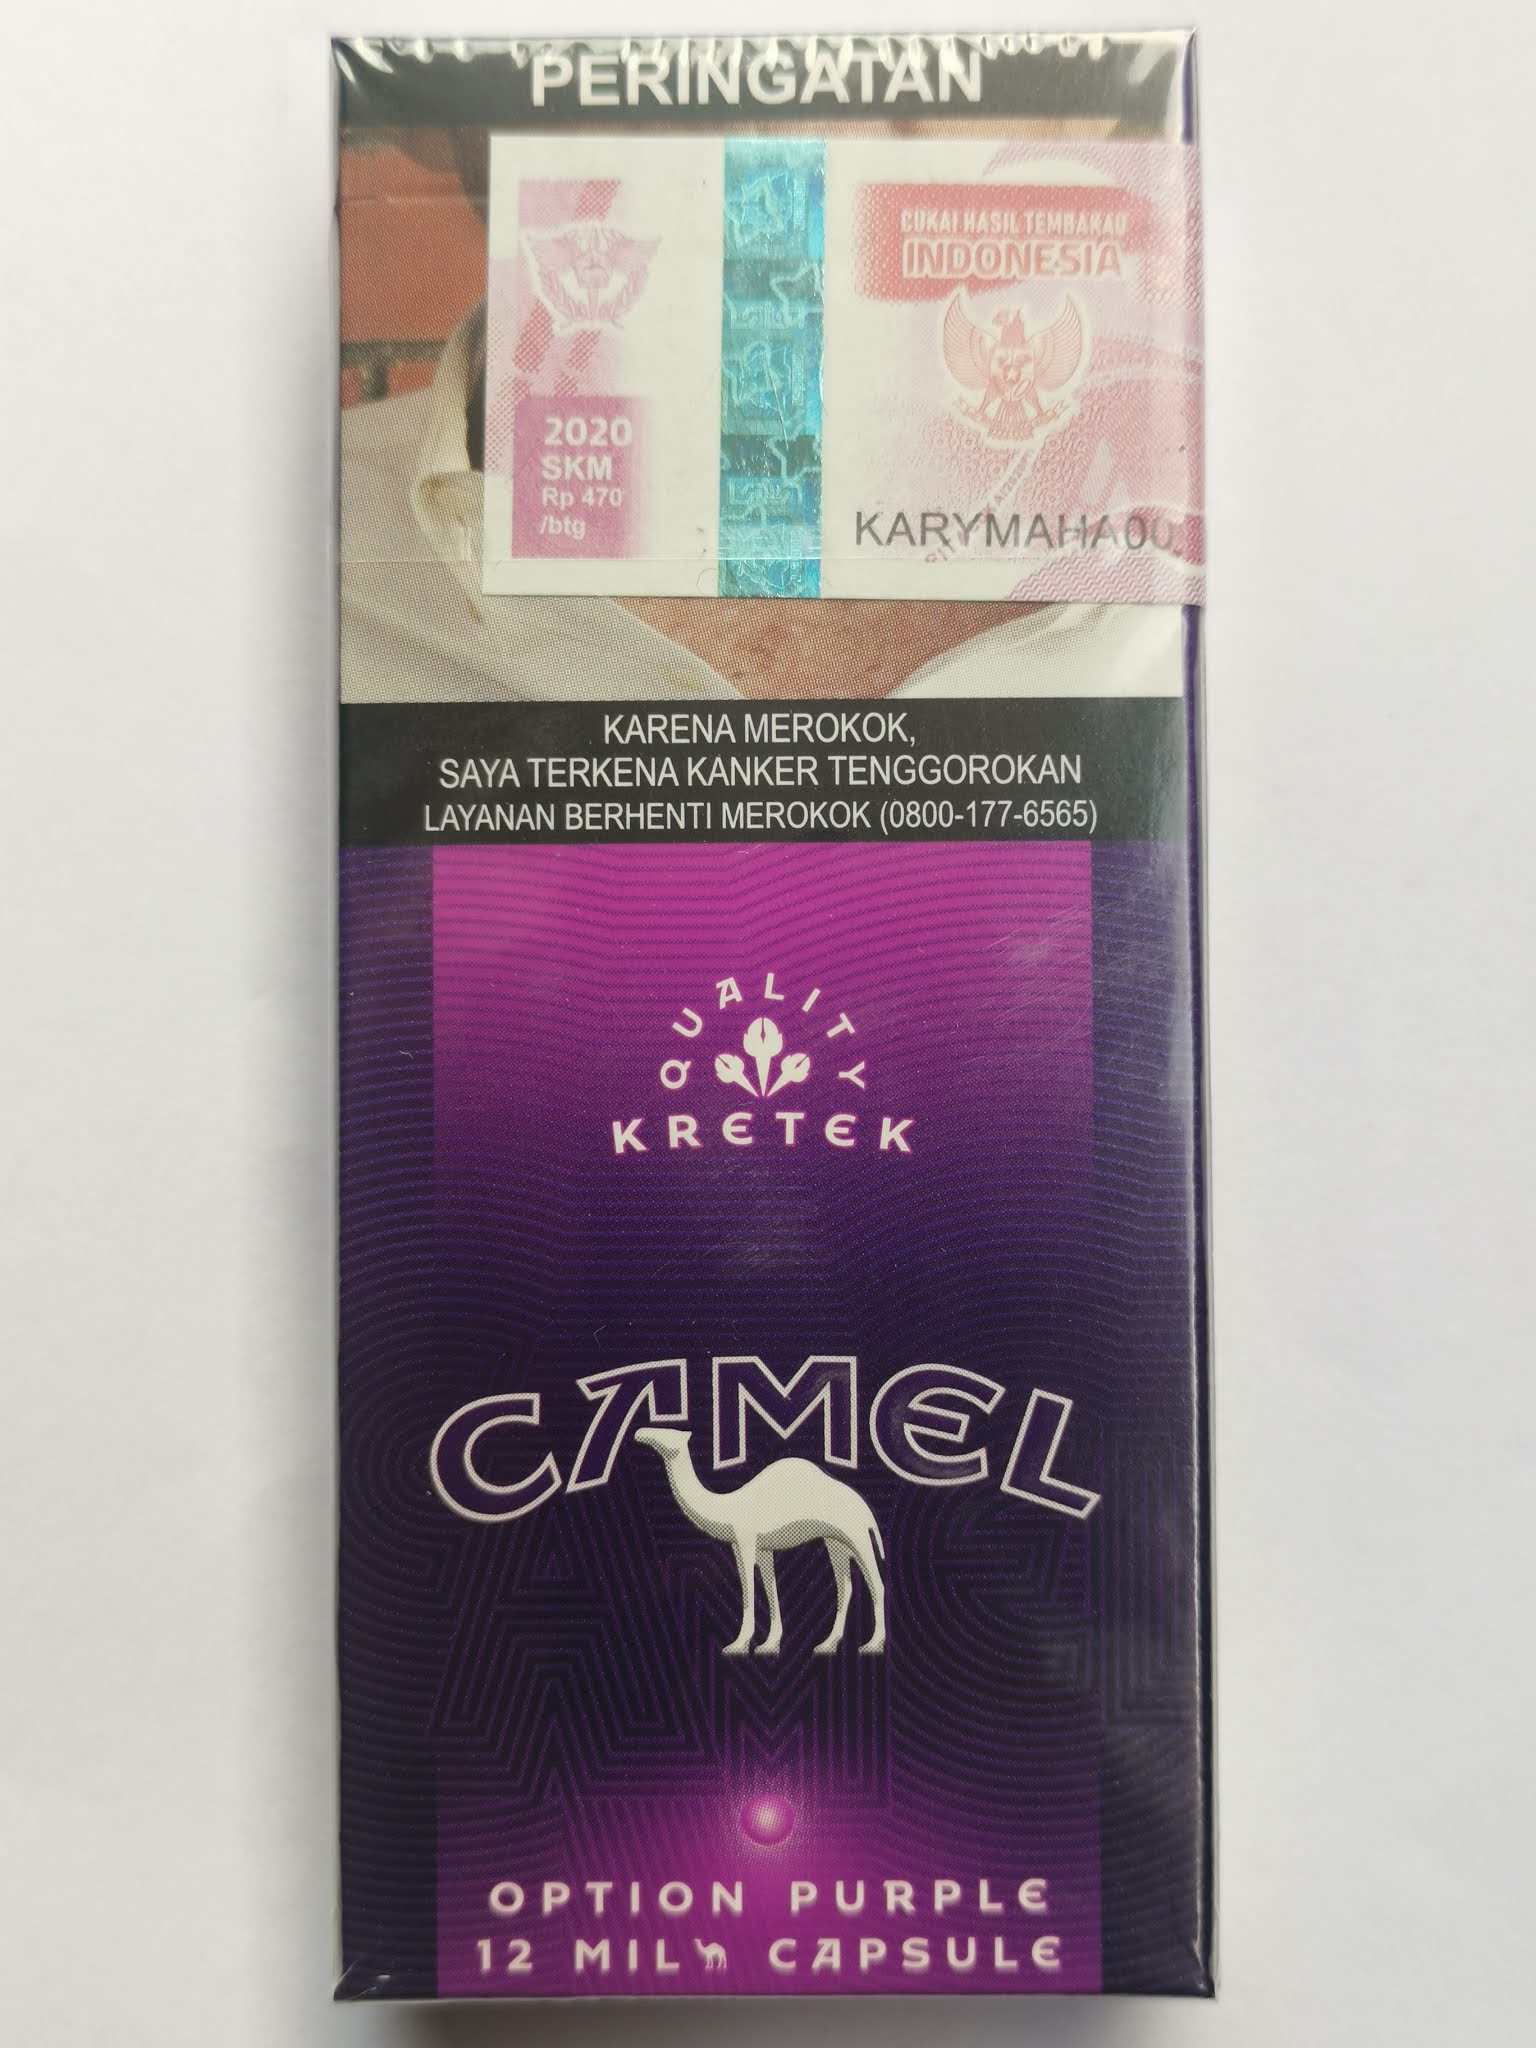 PERINGATAN
CUKAI HASIL TEMBAKAU
INDONESIA
2020
SKM
Rp 470
/btg
KARYMAHA00
KARENA MEROKOK,
SAYA TERKENA KANKER TENGGOROKAN
LAYANAN BERHENTI MEROKOK (0800-177-6565)
QUALITY
KRETEK
CAMEL
OPTION PURPLE
12 MIL CAPSULE